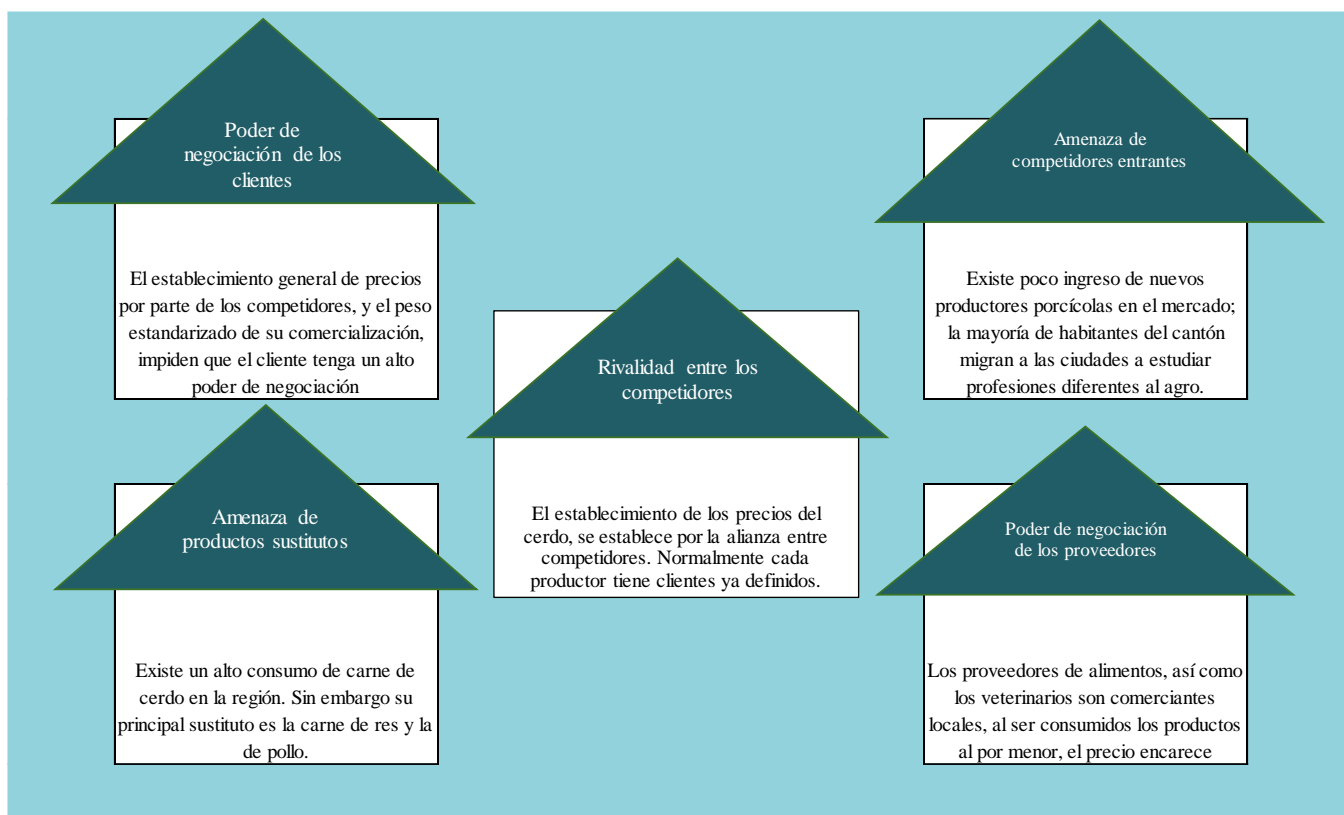 Poder de
negociación de los
clientes
El establecimiento general de precios
por parte de los competidores, y el peso
estandarizado de su comercialización,
impiden que el cliente tenga un alto
poder de negociación
Amenaza de
competidores entrantes
Existe poco ingreso de nuevos
productores porcícolas en el mercado;
la mayoría de habitantes del cantón
migran a las ciudades a estudiar
profesiones diferentes al agro.
Rivalidad entre los
competidores
El establecimiento de los precios del
cerdo, se establece por la alianza entre
competidores. Normalmente cada
productor tiene clientes ya definidos.
Amenaza de
productos sustitutos
Existe un alto consumo de carne de
cerdo en la región. Sin embargo su
principal sustituto es la carne de res y la
de pollo.
Poder de negociación
de los proveedores
Los proveedores de alimentos, así como
los veterinarios son comerciantes
locales, al ser consumidos los productos
al por menor, el precio encarece